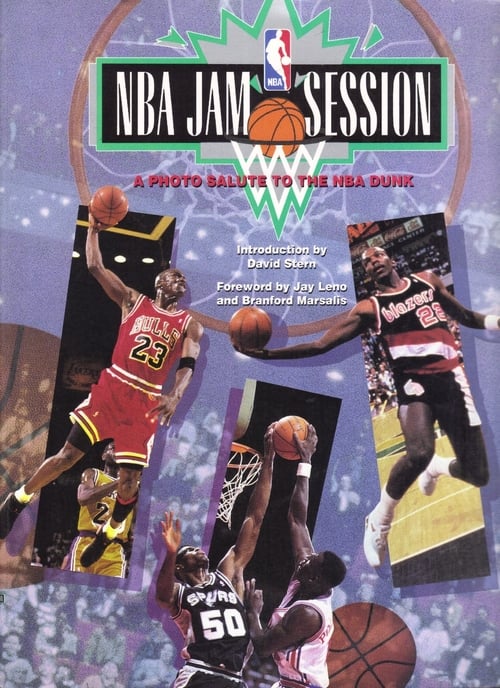 NBA
NBA JAM SESSION
A PHOTO SALUTE TO THE NBA DUNK
Introduction by
David Stern
Foreword by Jay Leno
and Branford Marsalis
BULLS
23
blazers
SPURS
50